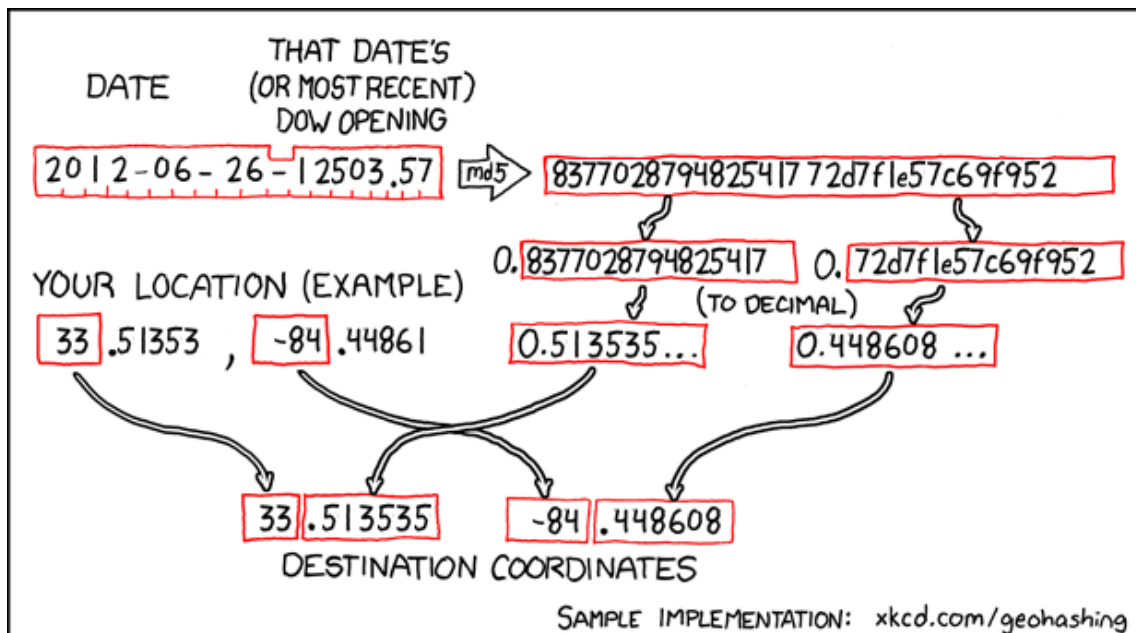 THAT DATE'S
DATE (OR MOST RECENT)
DOW OPENING
2012-06-26-12503.57 md5 837702879482541772d7f1e57c69f952
0.8377028794825417 0.72d7f1e57c69f952
YOUR LOCATION (EXAMPLE) (TO DECIMAL)
33.51353, -84.44861 0.513535... 0.448608...
33.513535 -84.448608
DESTINATION COORDINATES
SAMPLE IMPLEMENTATION: xkcd.com/geohashing